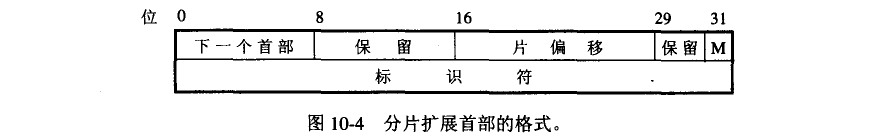 位 0 8 16 29 31
下一个首部 保留 片偏移 保留 M
标识符
图 10-4 分片扩展首部的格式。